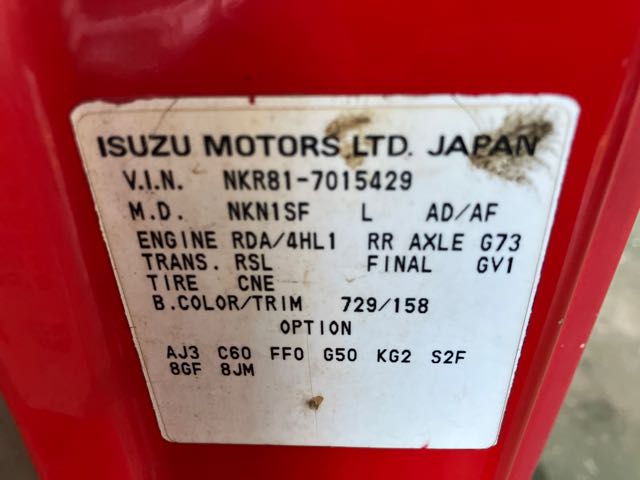 ISUZU MOTORS LTD. JAPAN
V.I.N. NKR81-7015429
M.D. NKN1SF L AD/AF
ENGINE RDA/4HL1 RR AXLE G73
TRANS. RSL FINAL GV1
TIRE CNE
B.COLOR/TRIM 729/158
OPTION
AJ3 C60 FF0 G50 KG2 S2F
8GF 8JM